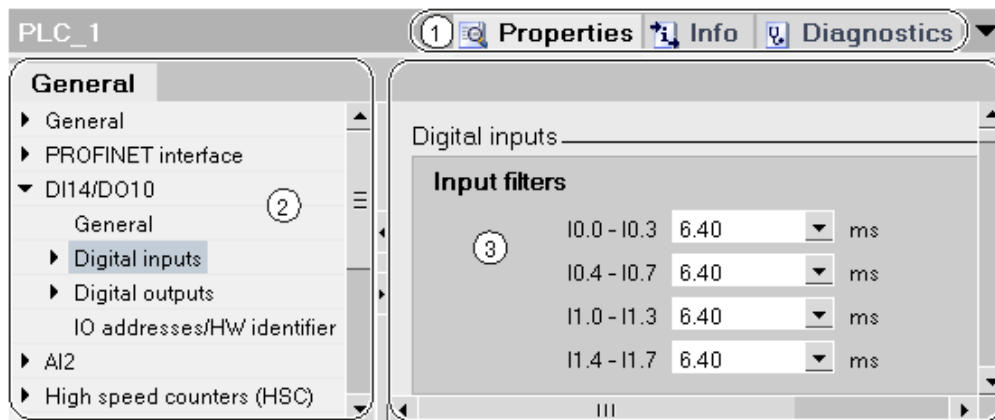 PLC_1
1 Properties Info Diagnostics
General
General
PROFINET interface
DI14/DO10
2
General
Digital inputs
Digital outputs
IO addresses/HW identifier
AI2
High speed counters (HSC)
Digital inputs
Input filters
3
I0.0 - I0.3 6.40 ms
I0.4 - I0.7 6.40 ms
I1.0 - I1.3 6.40 ms
I1.4 - I1.7 6.40 ms